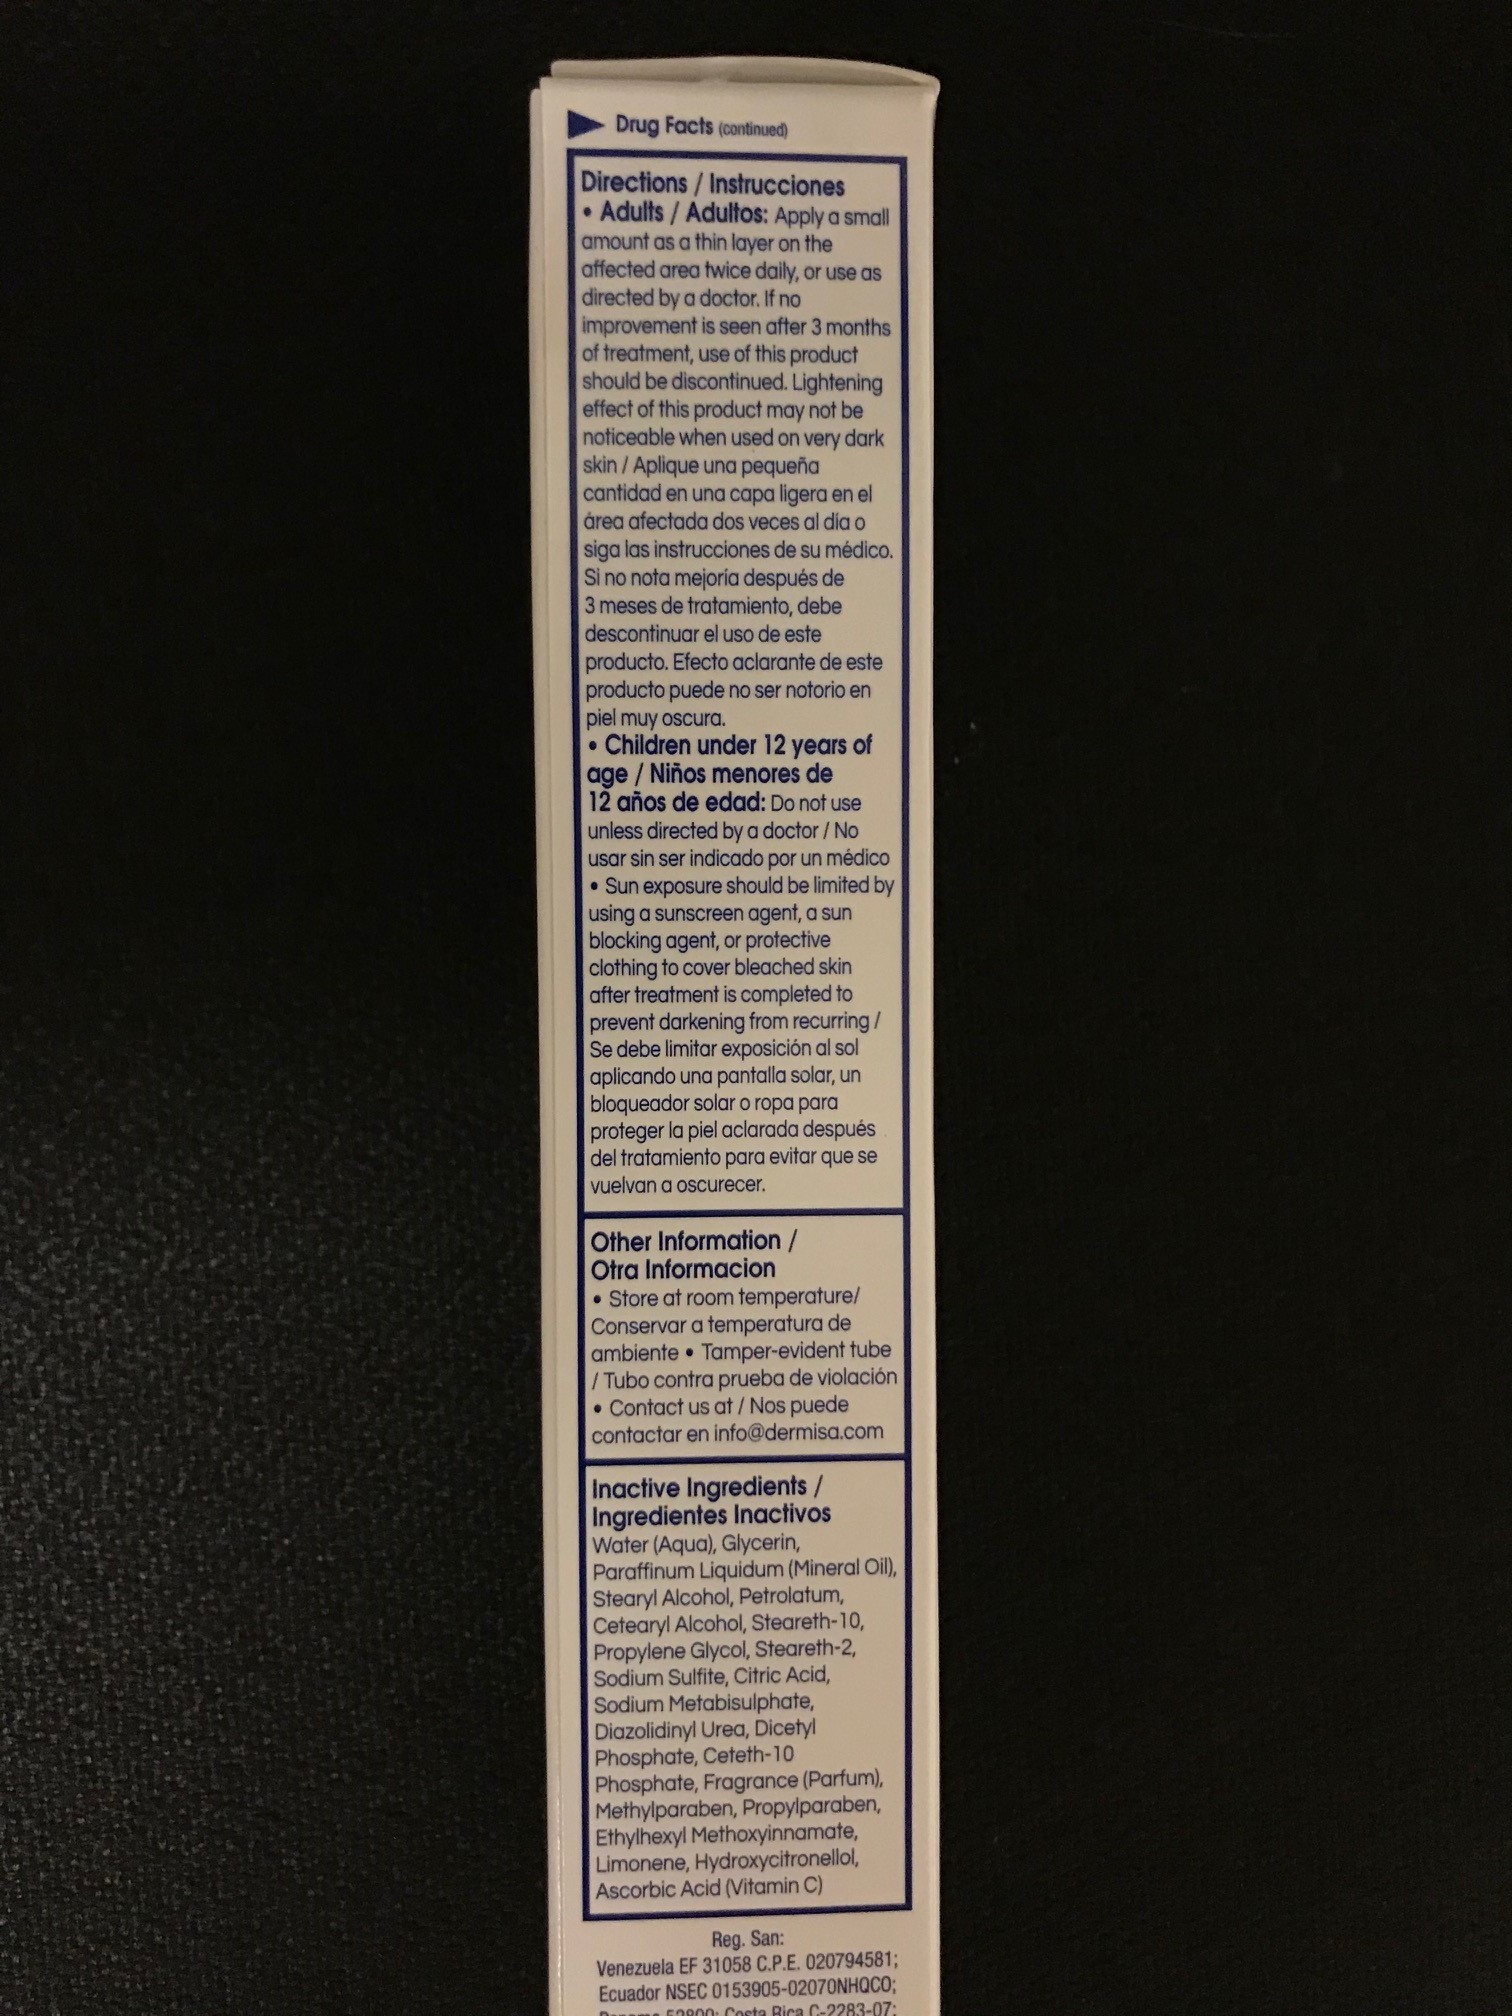 Drug Facts (continued)
Directions / Instrucciones
• Adults / Adultos: Apply a small
amount as a thin layer on the
affected area twice daily, or use as
directed by a doctor. If no
improvement is seen after 3 months
of treatment, use of this product
should be discontinued. Lightening
effect of this product may not be
noticeable when used on very dark
skin / Aplique una pequeña
cantidad en una capa ligera en el
área afectada dos veces al día o
siga las instrucciones de su médico.
Si no nota mejoría después de
3 meses de tratamiento, debe
descontinuar el uso de este
producto. Efecto aclarante de este
producto puede no ser notorio en
piel muy oscura.
• Children under 12 years of
age / Niños menores de
12 años de edad: Do not use
unless directed by a doctor / No
usar sin ser indicado por un médico
• Sun exposure should be limited by
using a sunscreen agent, a sun
blocking agent, or protective
clothing to cover bleached skin
after treatment is completed to
prevent darkening from recurring /
Se debe limitar exposición al sol
aplicando una pantalla solar, un
bloqueador solar o ropa para
proteger la piel aclarada después
del tratamiento para evitar que se
vuelvan a oscurecer.
Other Information /
Otra Informacion
• Store at room temperature/
Conservar a temperatura de
ambiente • Tamper-evident tube
/ Tubo contra prueba de violación
• Contact us at / Nos puede
contactar en info@dermisa.com
Inactive Ingredients /
Ingredientes Inactivos
Water (Aqua), Glycerin,
Paraffinum Liquidum (Mineral Oil),
Stearyl Alcohol, Petrolatum,
Cetearyl Alcohol, Steareth-10,
Propylene Glycol, Steareth-2,
Sodium Sulfite, Citric Acid,
Sodium Metabisulphate,
Diazolidinyl Urea, Dicetyl
Phosphate, Ceteth-10
Phosphate, Fragrance (Parfum),
Methylparaben, Propylparaben,
Ethylhexyl Methoxyinnamate,
Limonene, Hydroxycitronellol,
Ascorbic Acid (Vitamin C)
Reg. San:
Venezuela EF 31058 C.P.E. 020794581;
Ecuador NSEC 0153905-02070NHQCO;
Costa Rica C-2283-07;